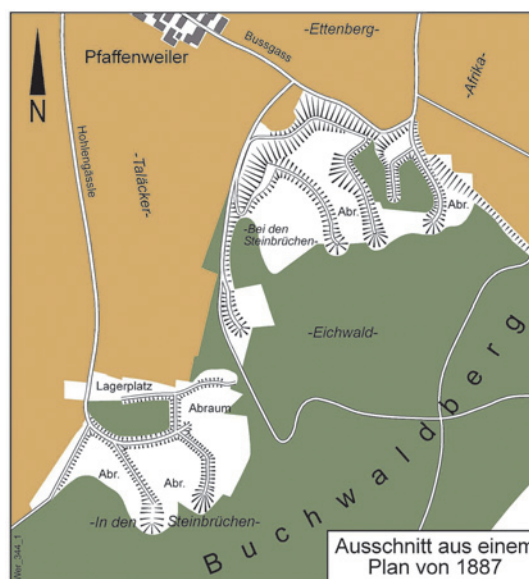 -Ettenberg-
Bussgass
Pfaffenweiler
-Afrika-
N
Hohlengässle
-Taläcker-
Abr.
Abr.
-Bei den
Steinbrüchen-
-Eichwald-
Buchwaldberg
Lagerplatz
Abraum
Abr.
Abr.
-In den Steinbrüchen-
Wer_344_1
Ausschnitt aus einem
Plan von 1887